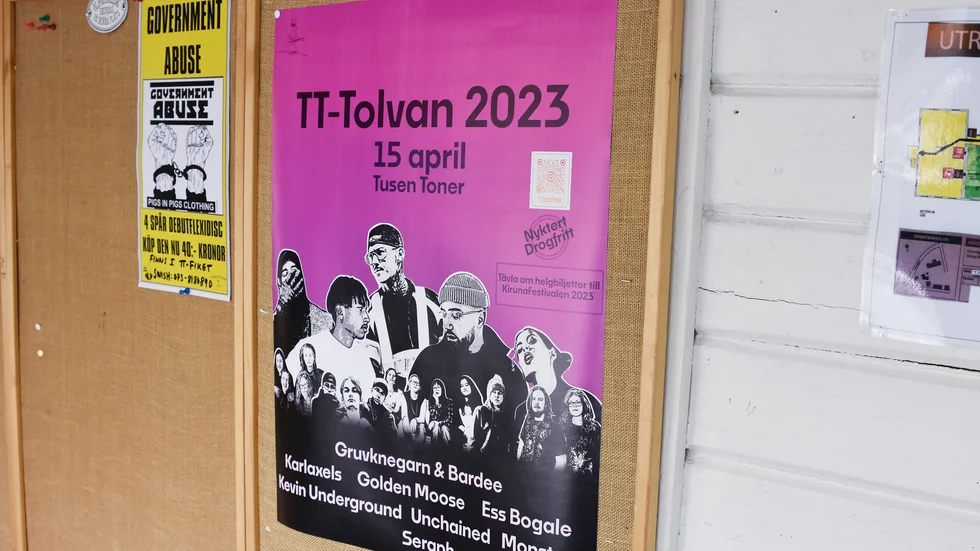 GOVERNMENT
ABUSE
GOVERNMENT
ABUSE
PIGS IN PIGS CLOTHING
4 SPÅR DEBUTFLEXIDISC
KÖP DEN NU 40:- KRONOR
FINNS I TT-FIKET
TT-Tolvan 2023
15 april
Tusen Toner
Nyktert
Drogfritt
Tävla om helgbiljetter till
KirunaFestivalen 2023
Gruvknegarn & Bardee
Karlaxels Golden Moose Ess Bogale
Kevin Underground Unchained
UTR